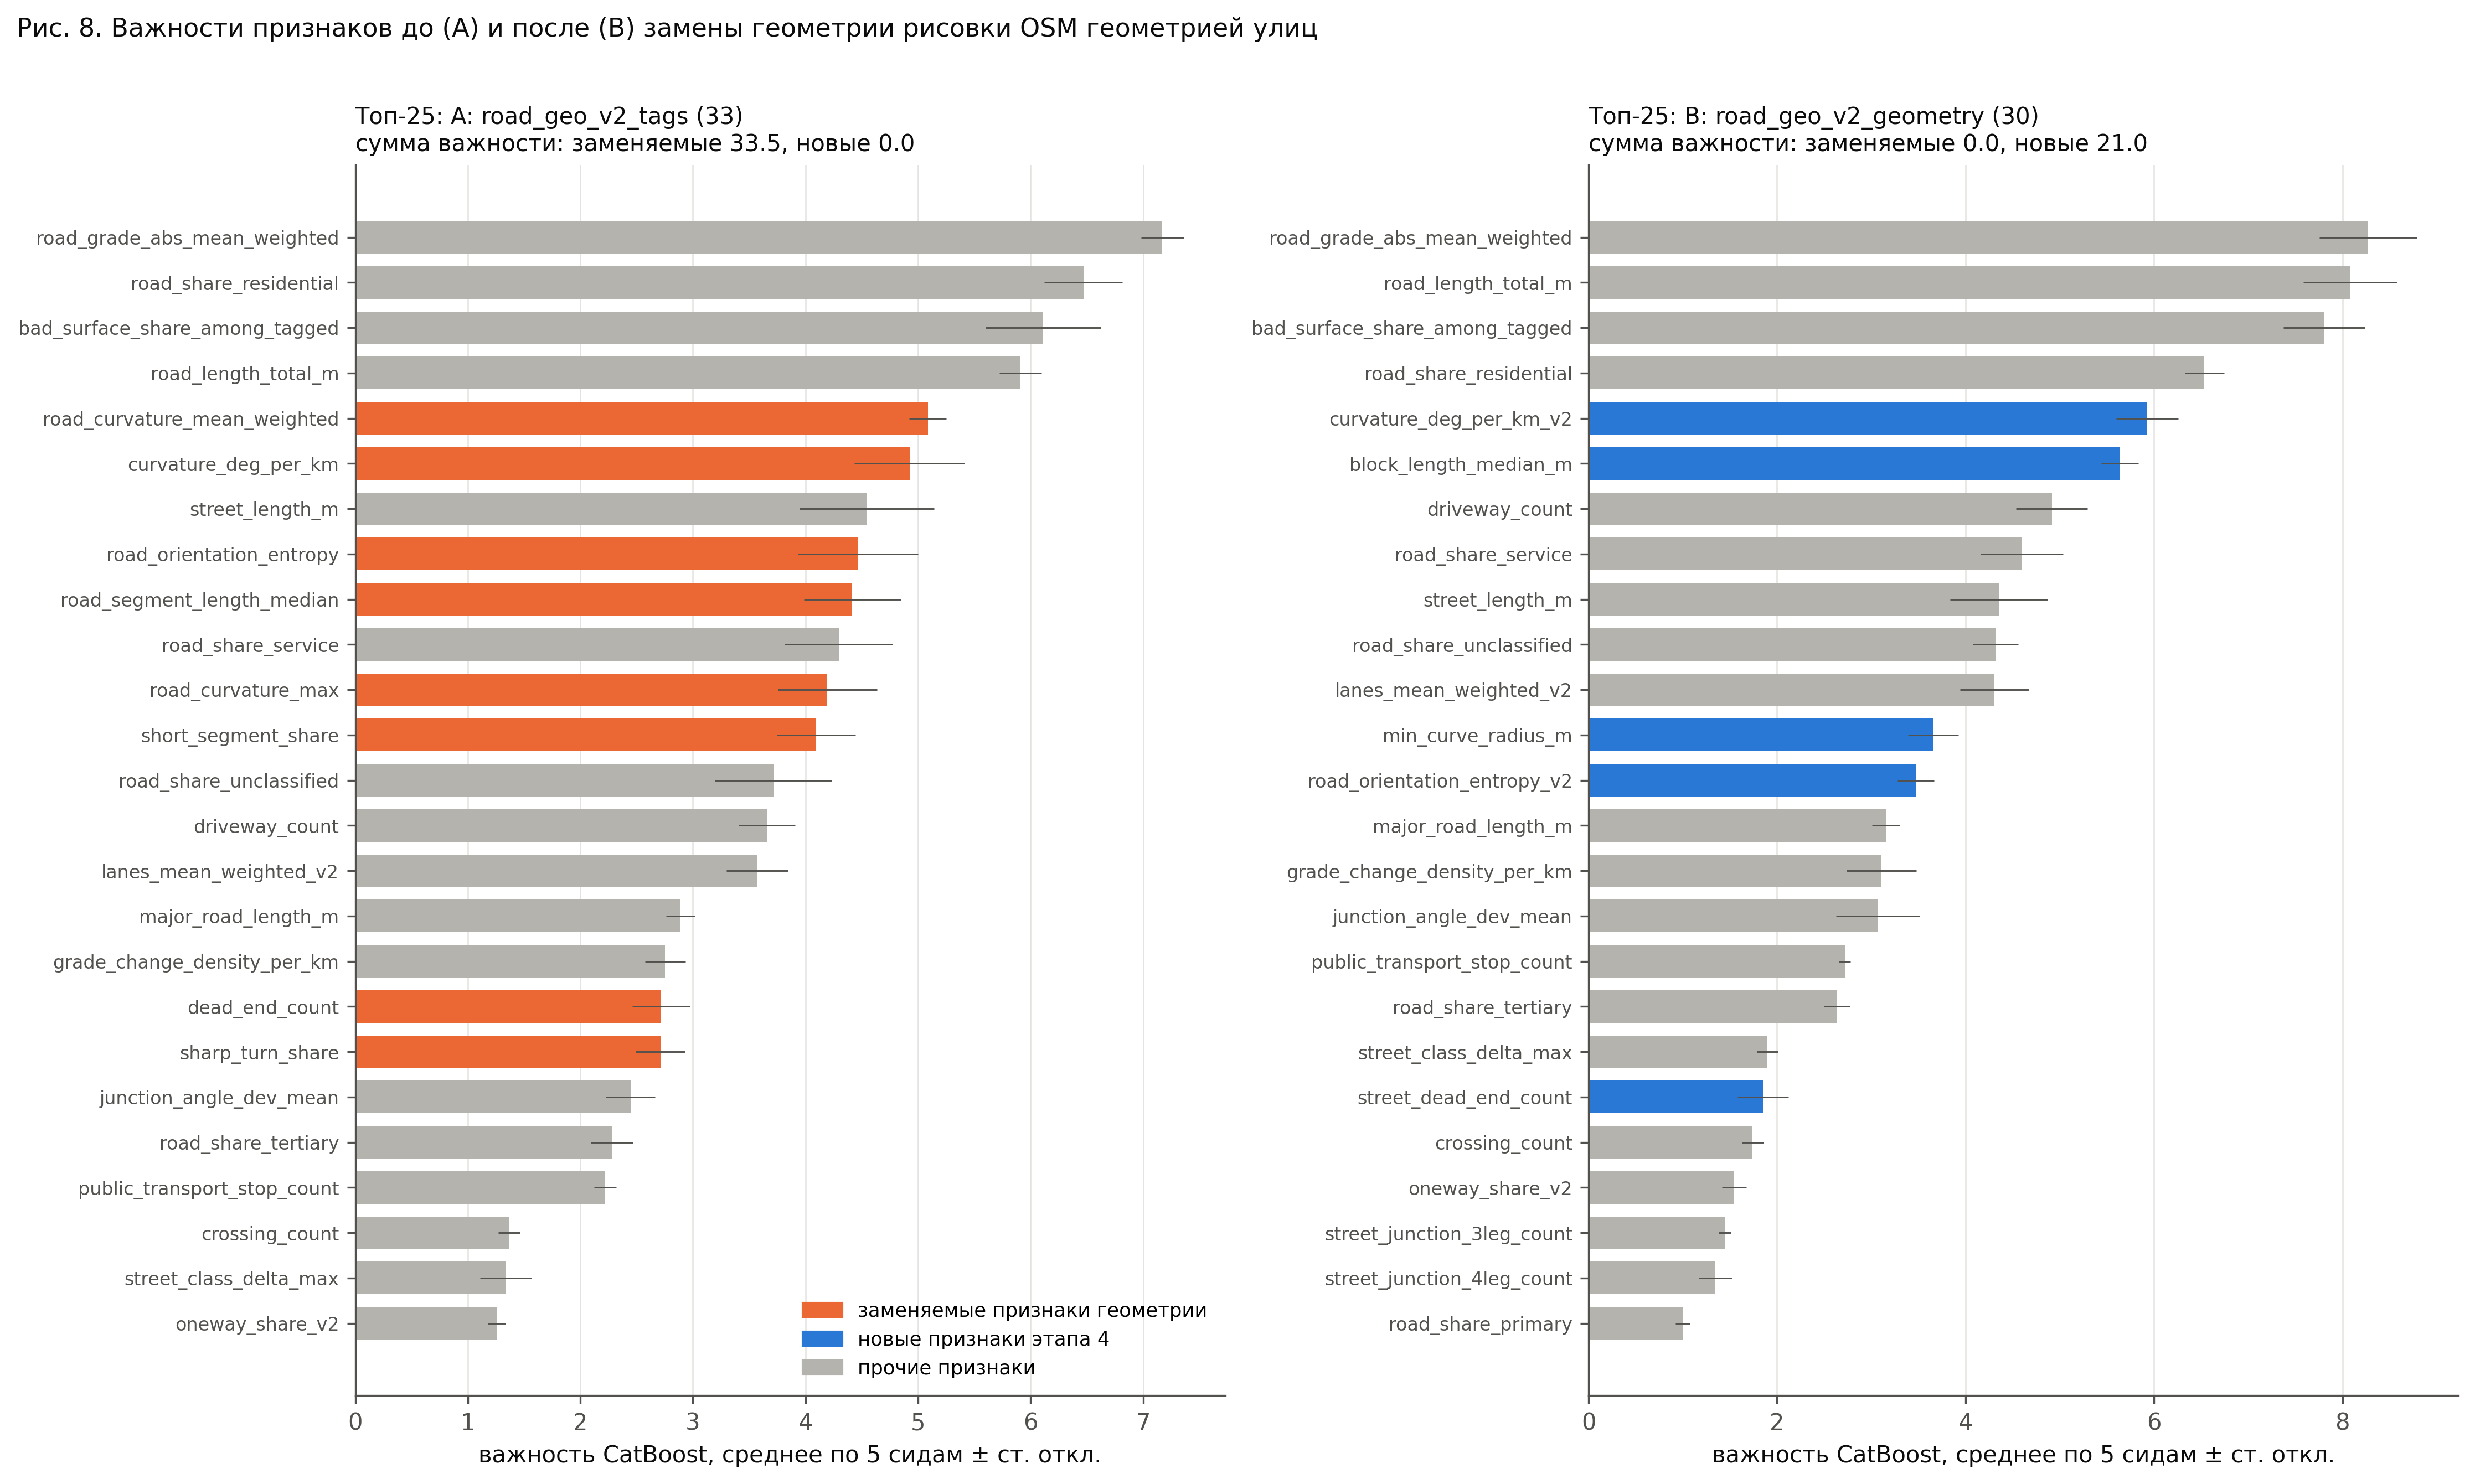 Рис. 8. Важности признаков до (A) и после (B) замены геометрии рисовки OSM геометрией улиц
Топ-25: A: road_geo_v2_tags (33)
сумма важности: заменяемые 33.5, новые 0.0
road_grade_abs_mean_weighted
road_share_residential
bad_surface_share_among_tagged
road_length_total_m
road_curvature_mean_weighted
curvature_deg_per_km
street_length_m
road_orientation_entropy
road_segment_length_median
road_share_service
road_curvature_max
short_segment_share
road_share_unclassified
driveway_count
lanes_mean_weighted_v2
major_road_length_m
grade_change_density_per_km
dead_end_count
sharp_turn_share
junction_angle_dev_mean
road_share_tertiary
public_transport_stop_count
crossing_count
street_class_delta_max
oneway_share_v2
заменяемые признаки геометрии
новые признаки этапа 4
прочие признаки
0 1 2 3 4 5 6 7
важность CatBoost, среднее по 5 сидам ± ст. откл.
Топ-25: B: road_geo_v2_geometry (30)
сумма важности: заменяемые 0.0, новые 21.0
road_grade_abs_mean_weighted
road_length_total_m
bad_surface_share_among_tagged
road_share_residential
curvature_deg_per_km_v2
block_length_median_m
driveway_count
road_share_service
street_length_m
road_share_unclassified
lanes_mean_weighted_v2
min_curve_radius_m
road_orientation_entropy_v2
major_road_length_m
grade_change_density_per_km
junction_angle_dev_mean
public_transport_stop_count
road_share_tertiary
street_class_delta_max
street_dead_end_count
crossing_count
oneway_share_v2
street_junction_3leg_count
street_junction_4leg_count
road_share_primary
0 2 4 6 8
важность CatBoost, среднее по 5 сидам ± ст. откл.